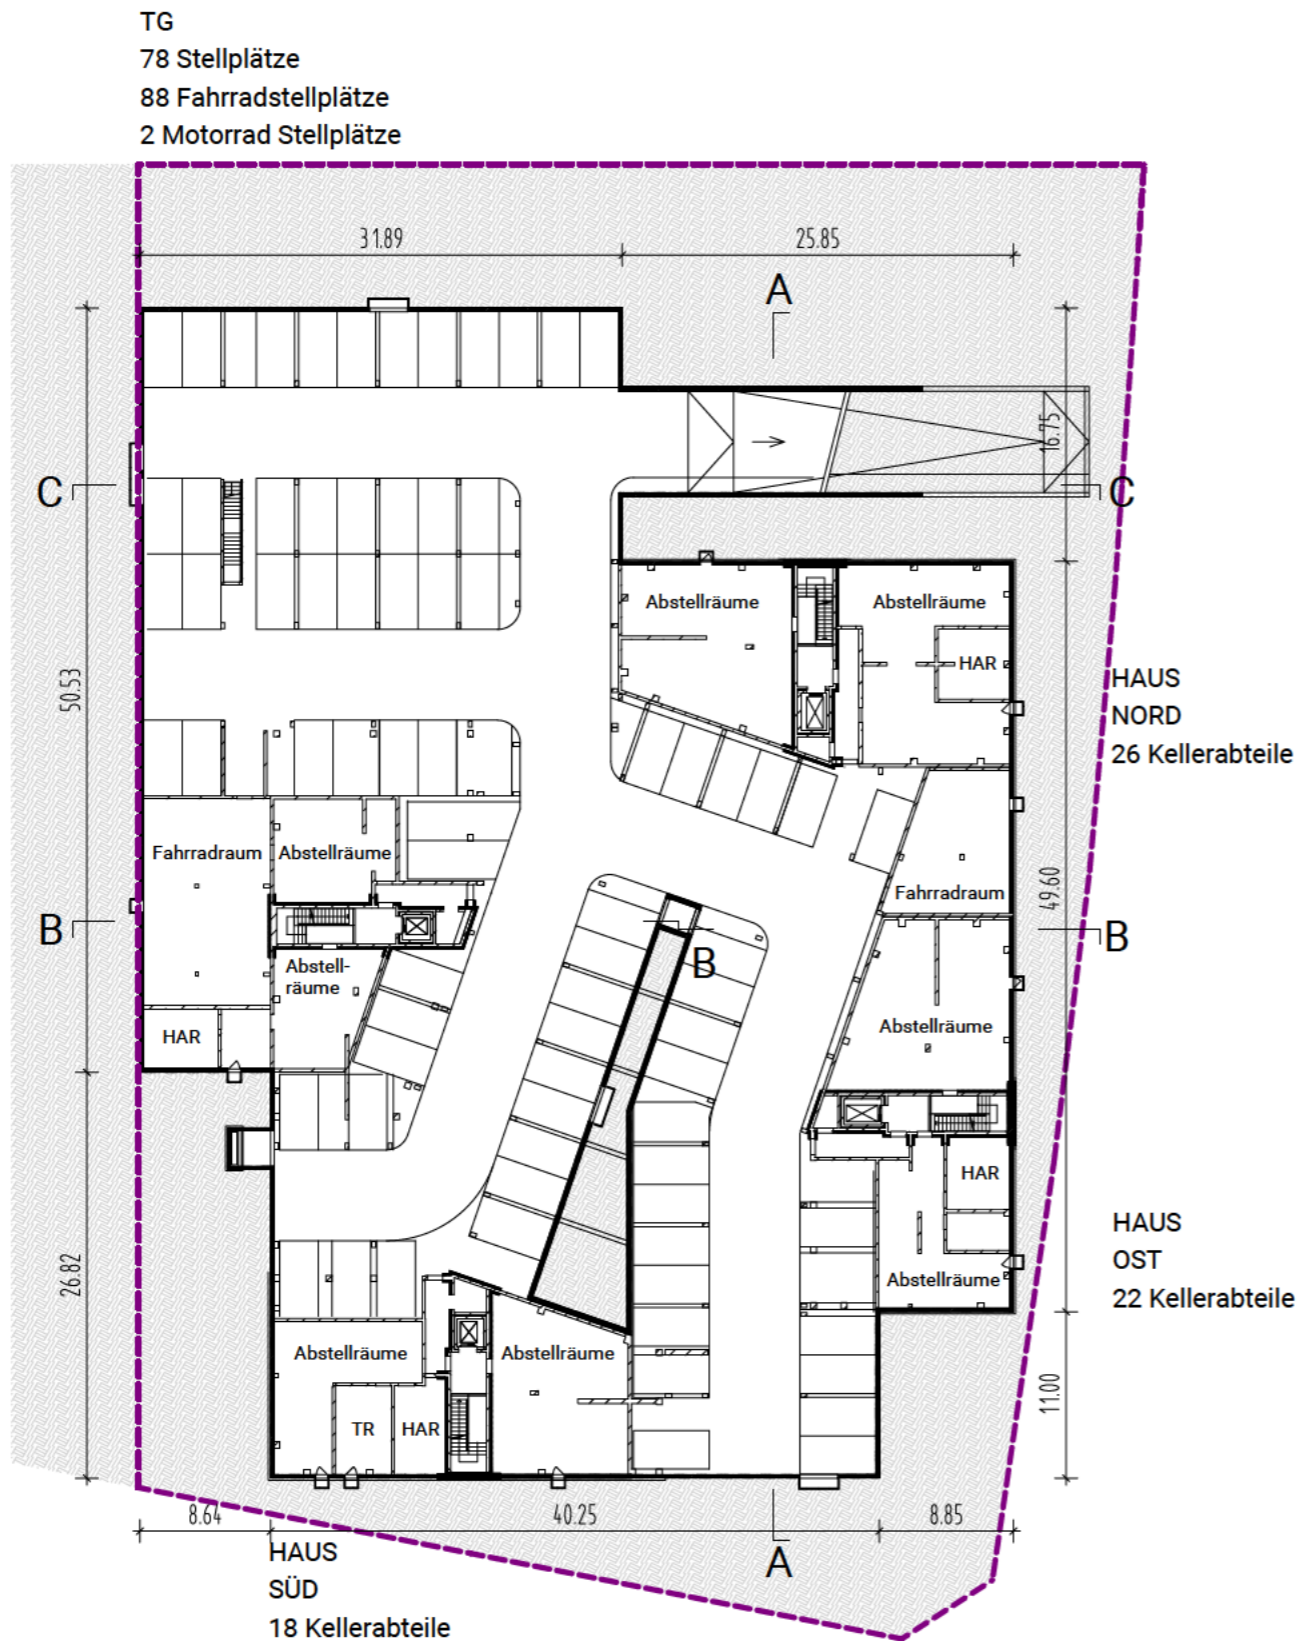 TG
78 Stellplätze
88 Fahrradstellplätze
2 Motorrad Stellplätze
31.89
25.85
A
16.75
C
C
Abstellräume
Abstellräume
HAR
50.53
HAUS
NORD
26 Kellerabteile
Fahrradraum
Abstellräume
Fahrradraum
49.60
B
B
B
Abstell-
räume
Abstellräume
HAR
HAR
HAUS
OST
22 Kellerabteile
26.82
Abstellräume
Abstellräume
Abstellräume
11.00
TR
HAR
8.64
40.25
8.85
A
HAUS
SÜD
18 Kellerabteile